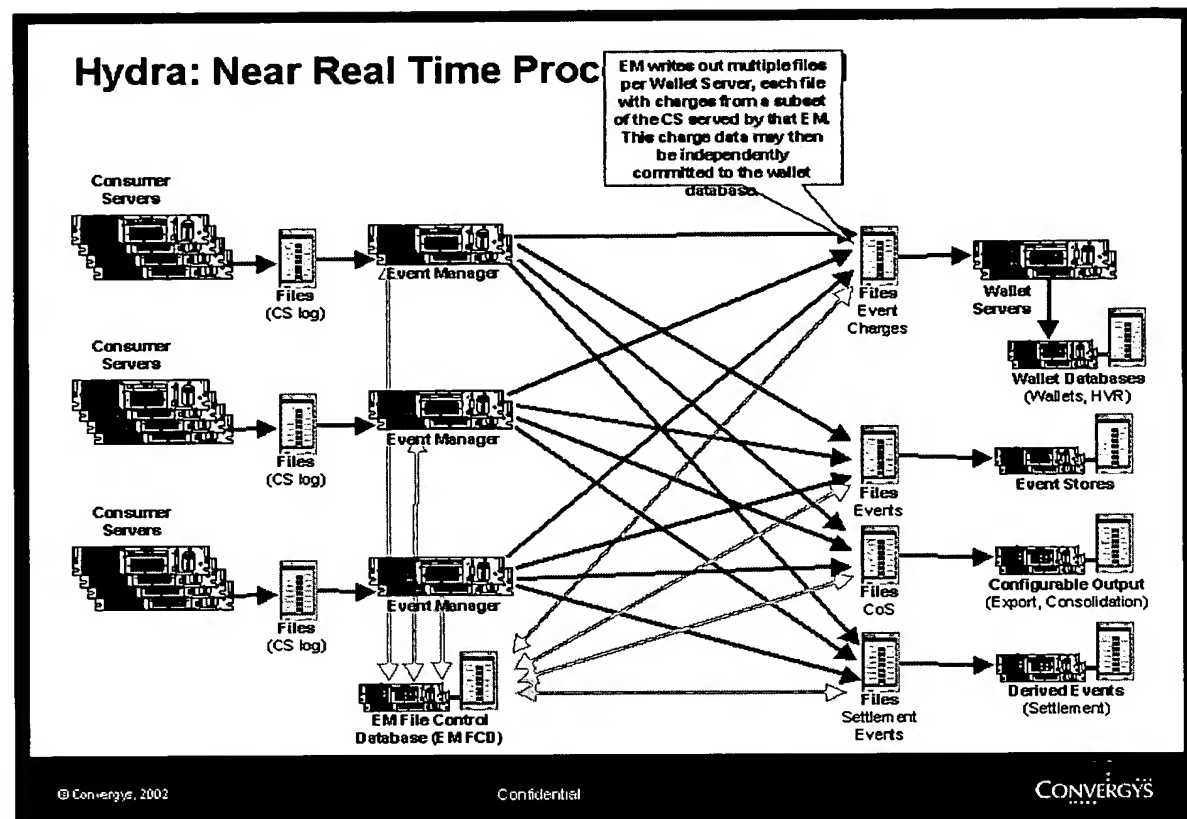 Hydra: Near Real Time Proc
EM writes out multiple files
per Wallet Server, each file
with charges from a subset
of the CS served by that EM.
This charge data may then
be independently
committed to the wallet
database.
Consumer
Servers
Files
(CS log)
Event Manager
Files
Event
Charges
Wallet
Servers
Wallet Databases
(Wallets, HVR)
Consumer
Servers
Files
(CS log)
Event Manager
Files
Events
Event Stores
Consumer
Servers
Files
(CS log)
Event Manager
Files
CoS
Configurable Output
(Export, Consolidation)
EM File Control
Database (EM FCD)
Files
Settlement
Events
Derived Events
(Settlement)
© Convergys, 2002
Confidential
CONVERGYS